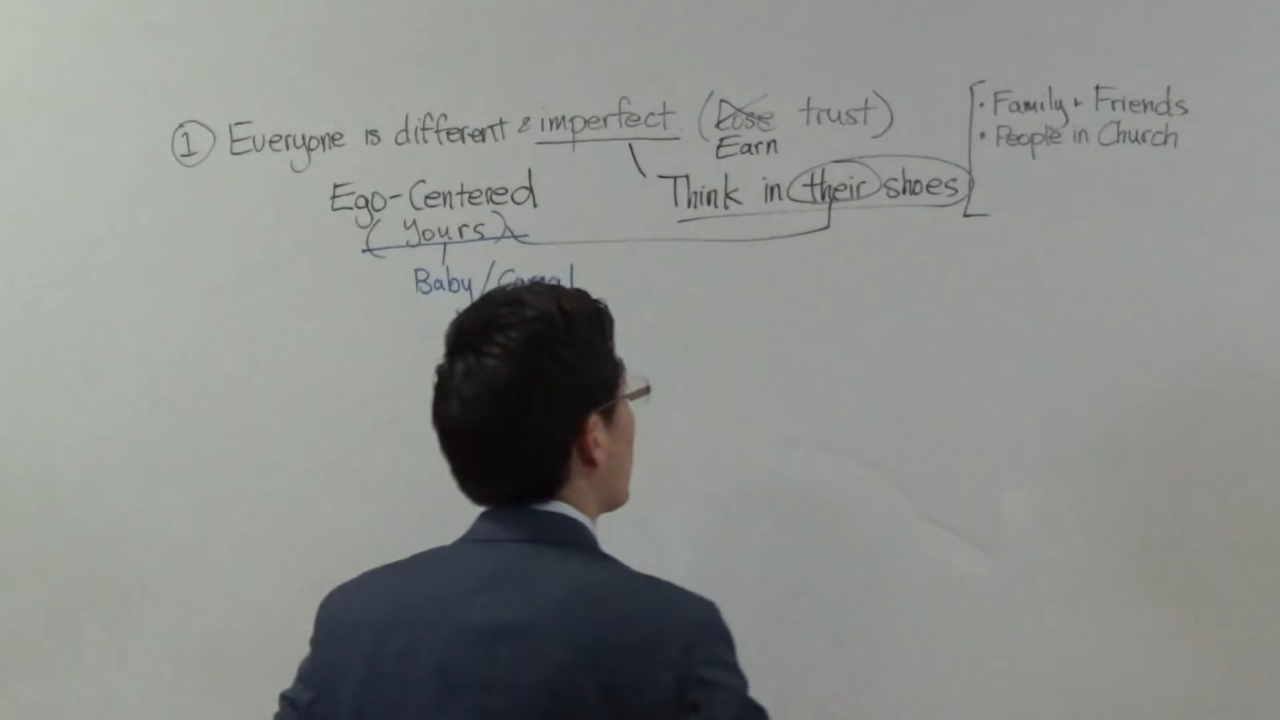 ① Everyone is different & imperfect (Lose trust)
Earn
Ego-Centered
(Yours)
Think in their shoes
• Family + Friends
• People in Church
Baby/